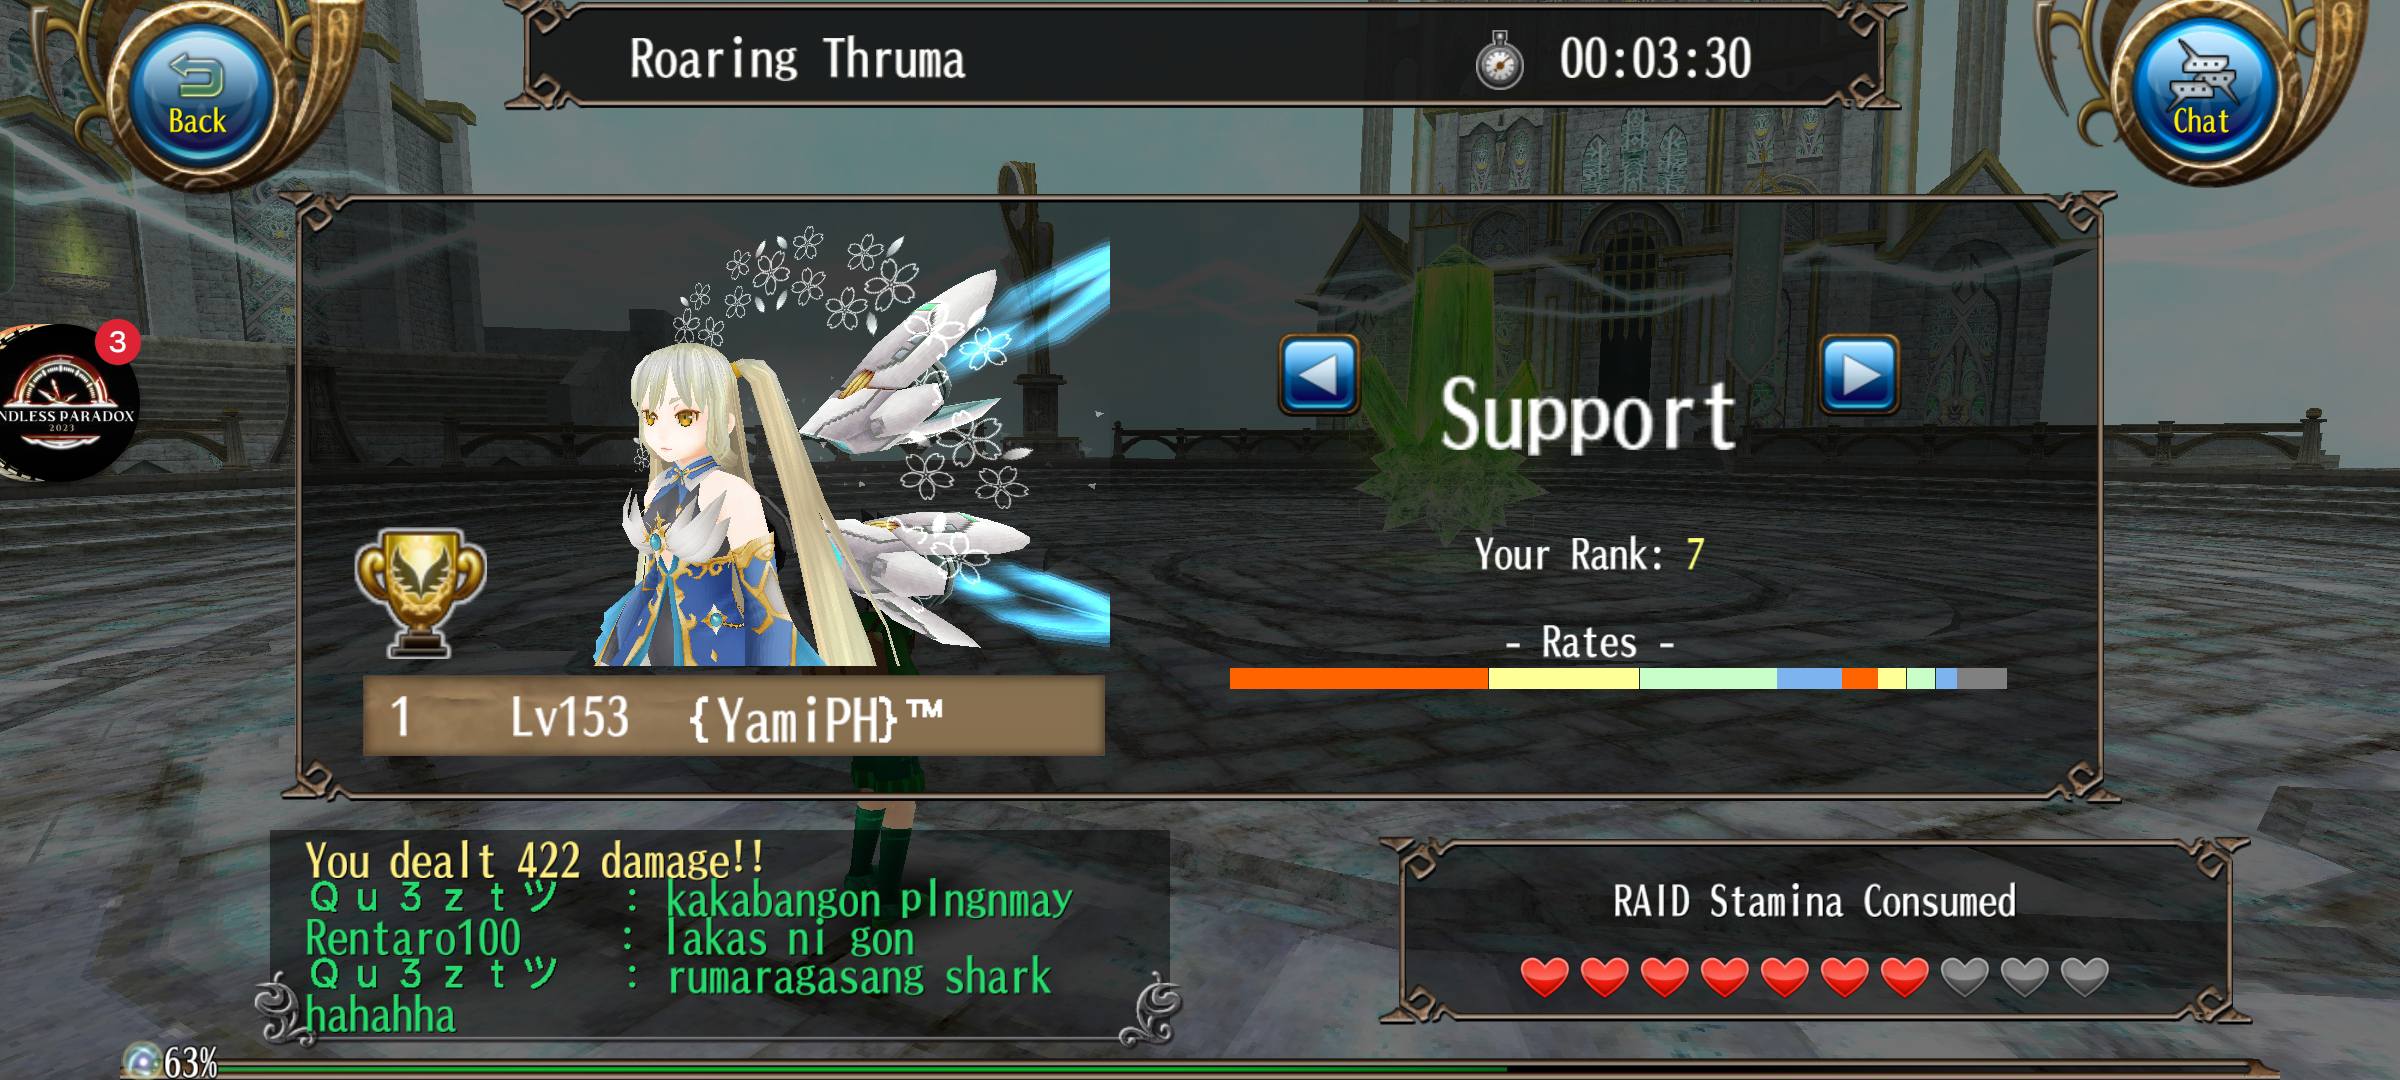 Back
Roaring Thruma 00:03:30
Chat
3
NDLESS PARADOX
2023
Support
Your Rank: 7
- Rates -
1 Lv153 {YamiPH}™
You dealt 422 damage!!
Ｑｕ３ｚｔツ : kakabangon plngnmay
Rentaro100 : lakas ni gon
Ｑｕ３ｚｔツ : rumaragasang shark
hahahha
RAID Stamina Consumed
63%